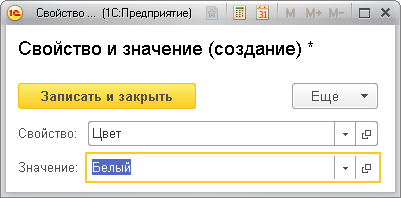 Свойство ... (1С:Предприятие) M M+ M-
Свойство и значение (создание) *
Записать и закрыть Еще
Свойство: Цвет
Значение: Белый